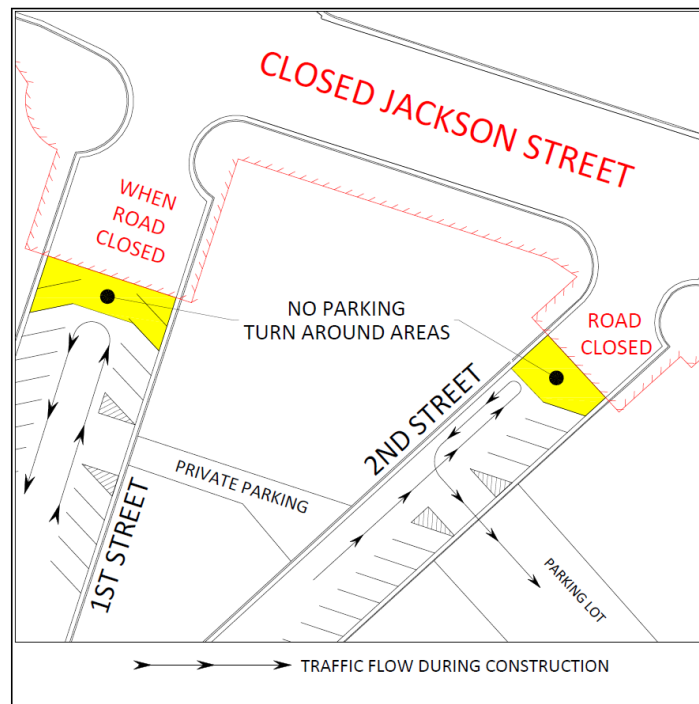 CLOSED JACKSON STREET
WHEN
ROAD
CLOSED
NO PARKING
TURN AROUND AREAS
ROAD
CLOSED
2ND STREET
PRIVATE PARKING
1ST STREET
PARKING LOT
TRAFFIC FLOW DURING CONSTRUCTION